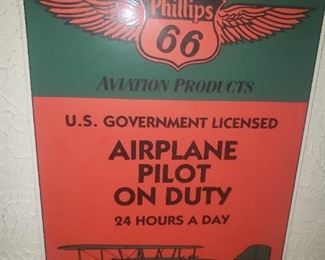 Phillips
66
AVIATION PRODUCTS
U.S. GOVERNMENT LICENSED
AIRPLANE
PILOT
ON DUTY
24 HOURS A DAY